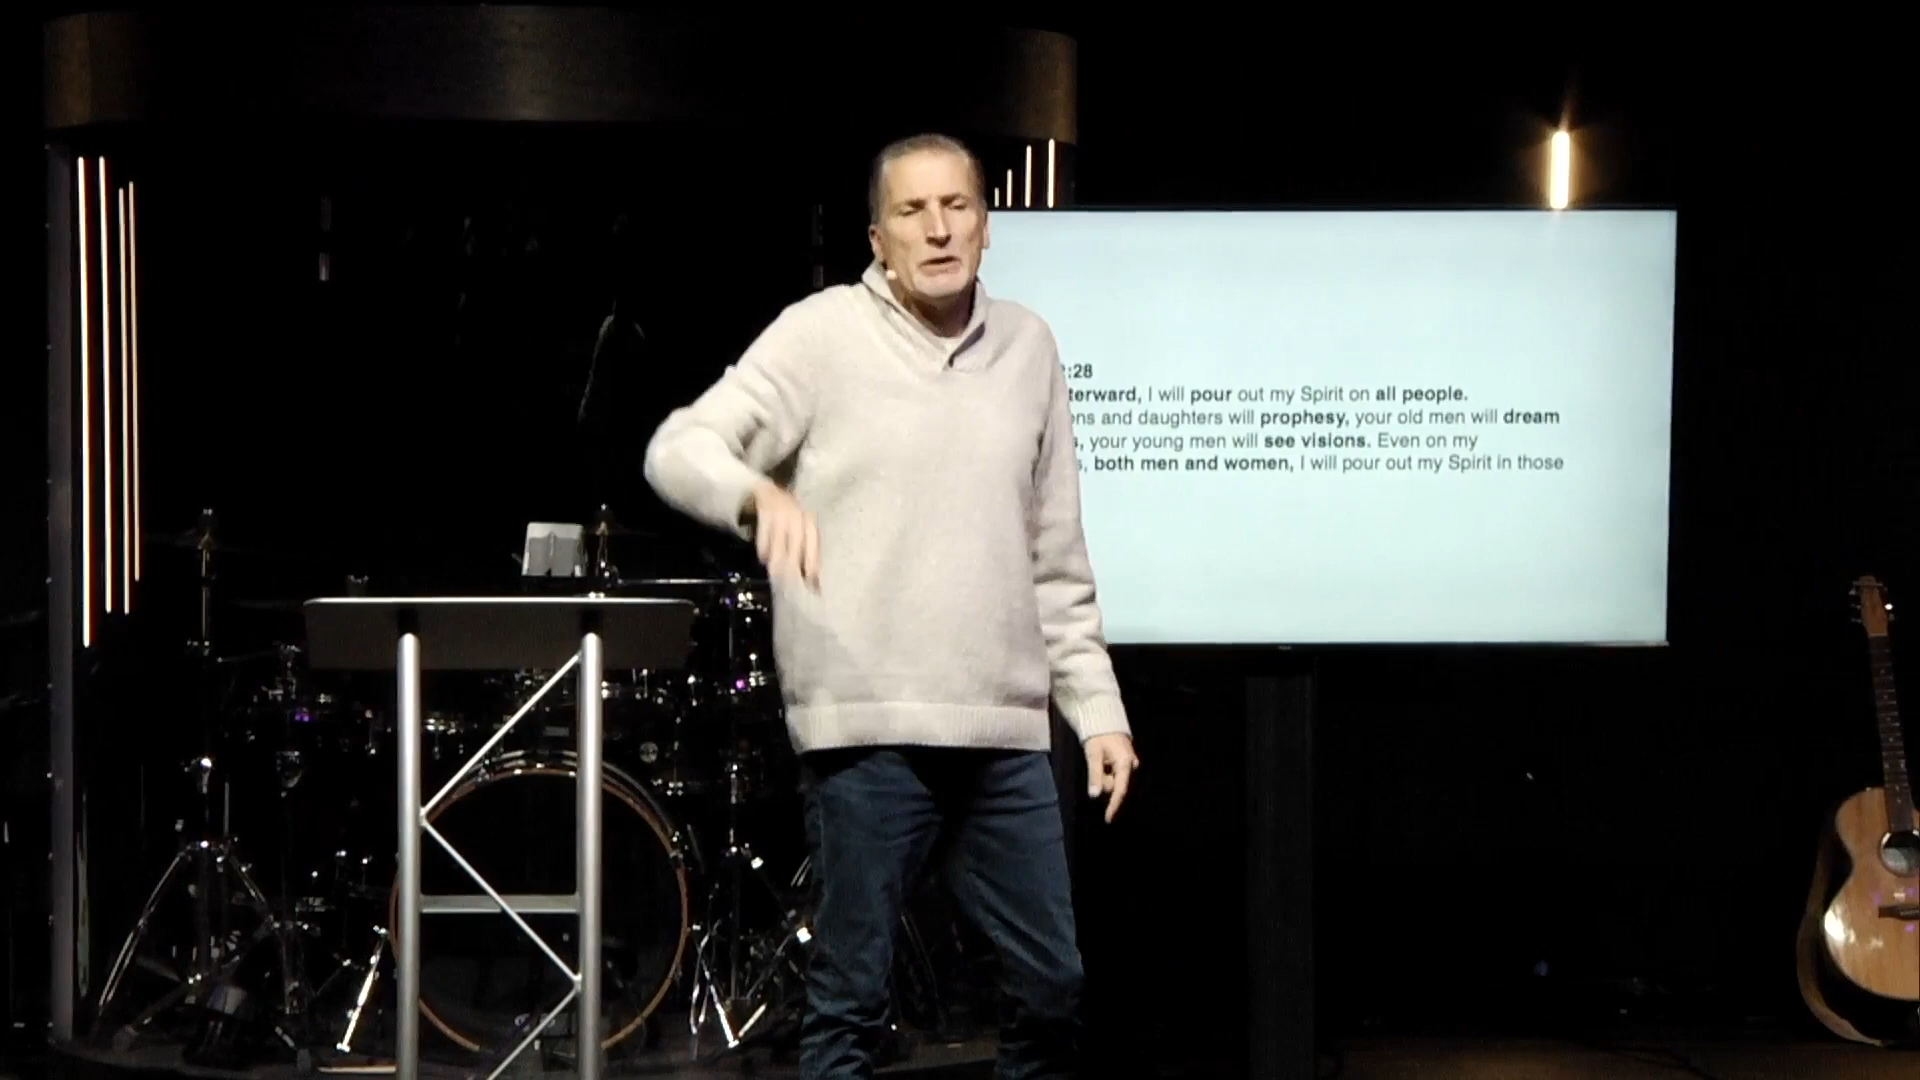 :28
terward, I will pour out my Spirit on all people.
ns and daughters will prophesy, your old men will dream
, your young men will see visions. Even on my
, both men and women, I will pour out my Spirit in those